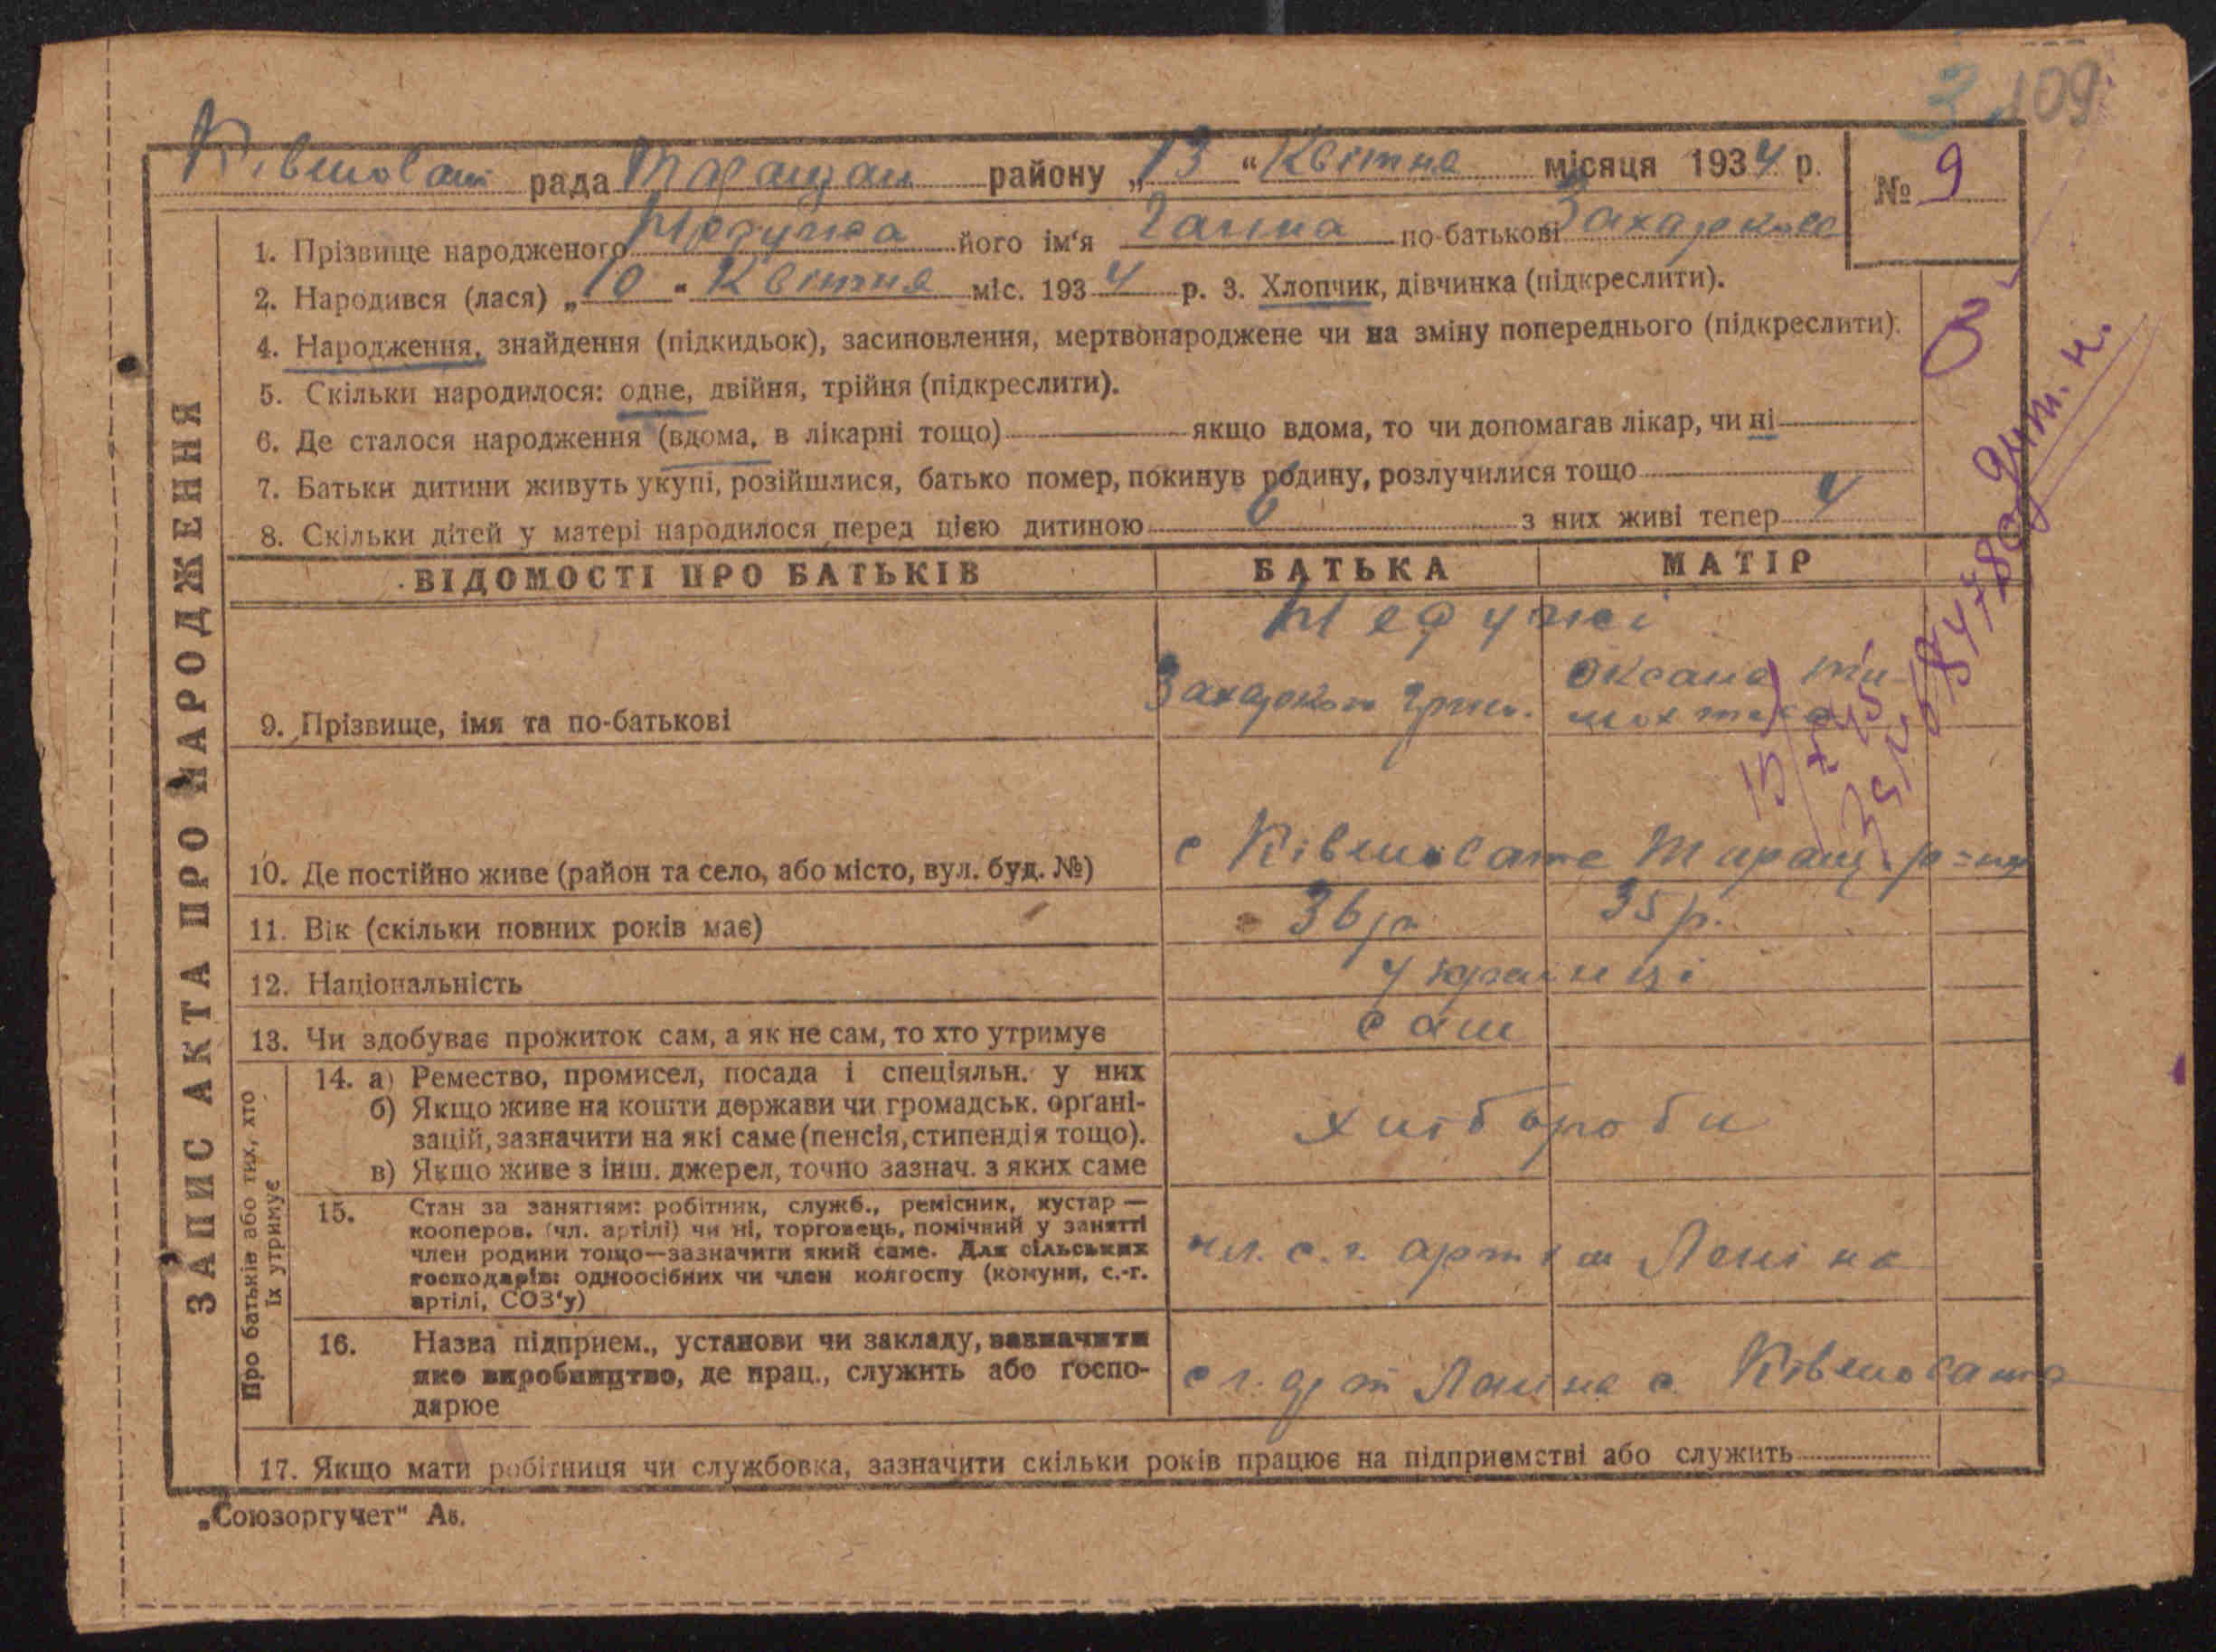 3 109
Ківшоват рада Таращан району „13" Квітня місяця 1934 р. № 9
1. Прізвище народженого його ім'я Ганна по-батькові Захарківна
2. Народився (лася) „10" Квітня міс. 1934 р. 3. Хлопчик, дівчинка (підкреслити).
4. Народження, знайдення (підкидьок), засиновлення, мертвонароджене чи на зміну попереднього (підкреслити).
5. Скільки народилося: одне, двійня, трійня (підкреслити).
6. Де сталося народження (вдома, в лікарні тощо) якщо вдома, то чи допомагав лікар, чи ні
7. Батьки дитини живуть укупі, розійшлися, батько помер, покинув родину, розлучилися тощо
8. Скільки дітей у матері народилося перед цією дитиною 6 з них живі тепер 4
ВІДОМОСТІ ПРО БАТЬКІВ БАТЬКА МАТІР
9. Прізвище, імя та по-батькові
Оксана
10. Де постійно живе (район та село, або місто, вул. буд. №) с Ківшовате Таращ. р-ну
11. Вік (скільки повних років має) 36 р. 35 р.
12. Національність українці
13. Чи здобуває прожиток сам, а як не сам, то хто утримує сам
14. а) Ремество, промисел, посада і спеціяльн. у них
б) Якщо живе на кошти держави чи громадськ. органі-
зацій, зазначити на які саме (пенсія, стипендія тощо).
в) Якщо живе з інш. джерел, точно зазнач. з яких саме
хлібороби
15. Стан за заняттям: робітник, служб., ремісник, кустар —
кооперов. (чл. артілі) чи ні, торговець, помічний у занятті
член родини тощо—зазначити який саме. Для сільських
господарів: одноосібних чи член колгоспу (комуни, с.-г.
артілі, СОЗ'у)
чл. с.г. арт ім Леніна
16. Назва підприєм., установи чи закладу, зазначити
яке виробництво, де прац., служить або госпо-
дарює
с г. арт Леніна с. Ківшовата
17. Якщо мати робітниця чи службовка, зазначити скільки років працює на підприємстві або служить
ЗАПИС АКТА ПРО НАРОДЖЕННЯ
Про батьків або тих, хто
їх утримує
„Союзоргучет" Ав.